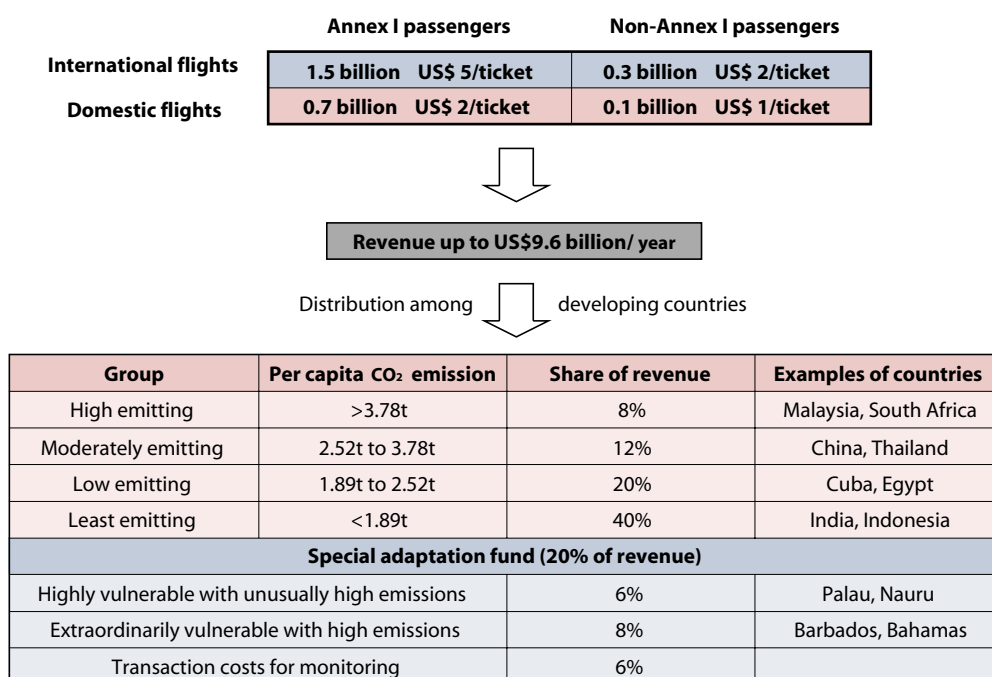 Annex I passengers Non-Annex I passengers
International flights 1.5 billion US$ 5/ticket 0.3 billion US$ 2/ticket
Domestic flights 0.7 billion US$ 2/ticket 0.1 billion US$ 1/ticket
Revenue up to US$9.6 billion/ year
Distribution among developing countries
Group Per capita CO₂ emission Share of revenue Examples of countries
High emitting >3.78t 8% Malaysia, South Africa
Moderately emitting 2.52t to 3.78t 12% China, Thailand
Low emitting 1.89t to 2.52t 20% Cuba, Egypt
Least emitting <1.89t 40% India, Indonesia
Special adaptation fund (20% of revenue)
Highly vulnerable with unusually high emissions 6% Palau, Nauru
Extraordinarily vulnerable with high emissions 8% Barbados, Bahamas
Transaction costs for monitoring 6%